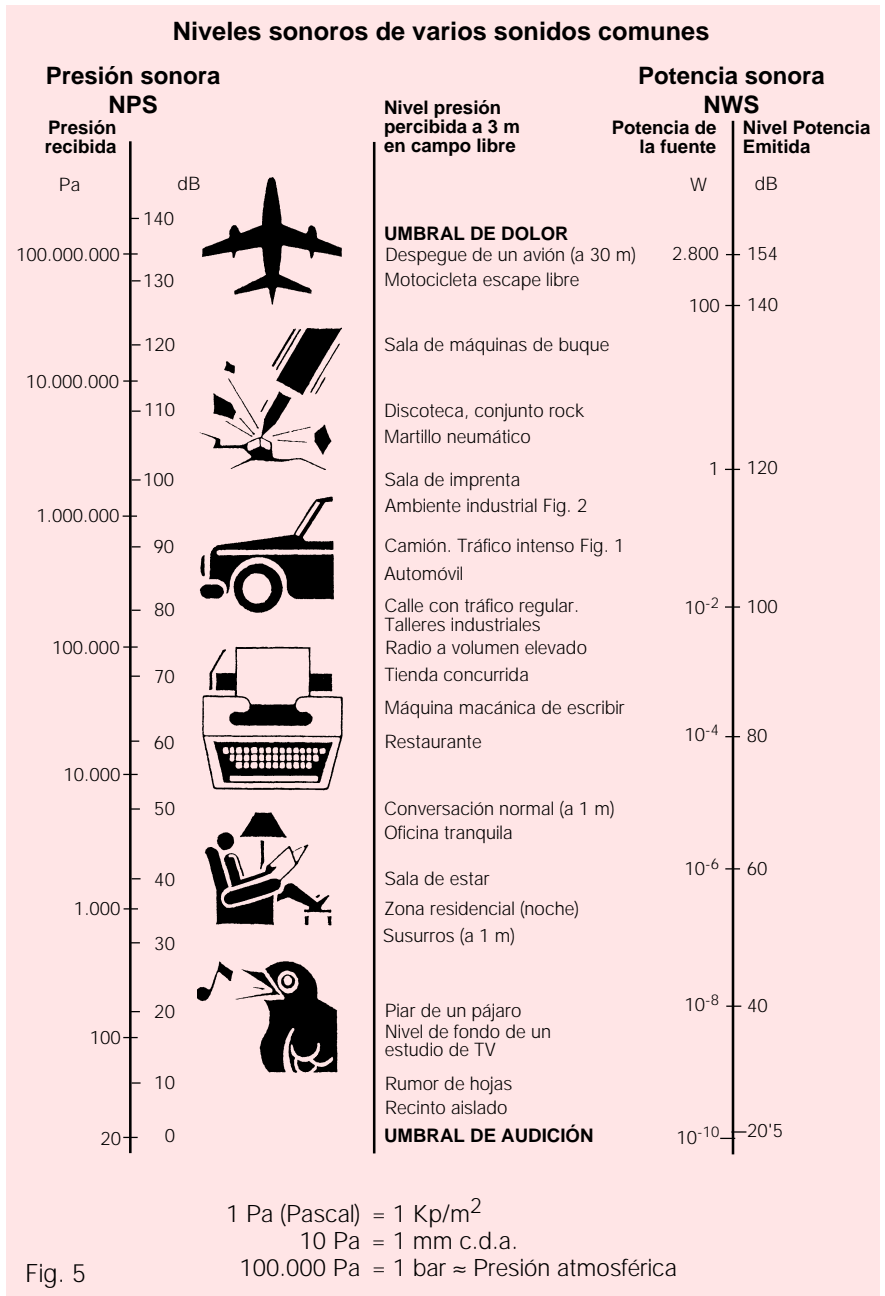 Niveles sonoros de varios sonidos comunes
Presión sonora
NPS
Potencia sonora
NWS
Presión
recibida
Nivel presión
percibida a 3 m
en campo libre
Potencia de
la fuente
Nivel Potencia
Emitida
Pa
dB
W
dB
140
UMBRAL DE DOLOR
100.000.000
Despegue de un avión (a 30 m)
2.800
154
130
Motocicleta escape libre
100
140
120
Sala de máquinas de buque
10.000.000
110
Discoteca, conjunto rock
Martillo neumático
1
120
100
Sala de imprenta
1.000.000
Ambiente industrial Fig. 2
90
Camión. Tráfico intenso Fig. 1
Automóvil
80
Calle con tráfico regular.
Talleres industriales
10-2
100
100.000
Radio a volumen elevado
70
Tienda concurrida
Máquina macánica de escribir
10-4
80
60
Restaurante
10.000
50
Conversación normal (a 1 m)
Oficina tranquila
40
Sala de estar
10-6
60
1.000
Zona residencial (noche)
30
Susurros (a 1 m)
20
Piar de un pájaro
10-8
40
100
Nivel de fondo de un
estudio de TV
10
Rumor de hojas
Recinto aislado
20
0
UMBRAL DE AUDICIÓN
10-10
20'5
1 Pa (Pascal) = 1 Kp/m2
10 Pa = 1 mm c.d.a.
100.000 Pa = 1 bar ≈ Presión atmosférica
Fig. 5